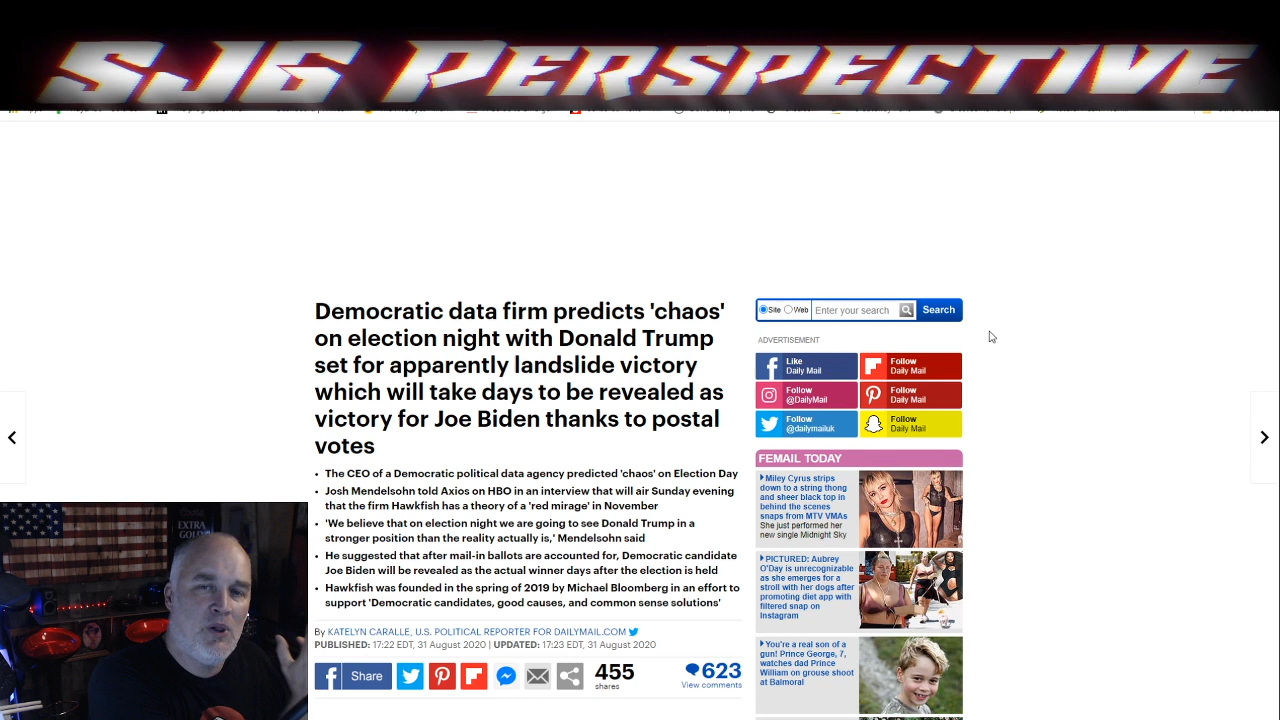 SJG Perspective
Democratic data firm predicts 'chaos'
on election night with Donald Trump
set for apparently landslide victory
which will take days to be revealed as
victory for Joe Biden thanks to postal
votes
• The CEO of a Democratic political data agency predicted 'chaos' on Election Day
• Josh Mendelsohn told Axios on HBO in an interview that will air Sunday evening
that the firm Hawkfish has a theory of a 'red mirage' in November
• 'We believe that on election night we are going to see Donald Trump in a
stronger position than the reality actually is,' Mendelsohn said
• He suggested that after mail-in ballots are accounted for, Democratic candidate
Joe Biden will be revealed as the actual winner days after the election is held
• Hawkfish was founded in the spring of 2019 by Michael Bloomberg in an effort to
support 'Democratic candidates, good causes, and common sense solutions'
By KATELYN CARALLE, U.S. POLITICAL REPORTER FOR DAILYMAIL.COM
PUBLISHED: 17:22 EDT, 31 August 2020 | UPDATED: 17:23 EDT, 31 August 2020
Share
455
shares
623
View comments
Site Web Enter your search Search
ADVERTISEMENT
Like
Daily Mail
Follow
Daily Mail
Follow
@DailyMail
Follow
Daily Mail
Follow
@dailymailuk
Follow
Daily Mail
FEMAIL TODAY
Miley Cyrus strips
down to a string thong
and sheer black top in
behind the scenes
snaps from MTV VMAs
She just performed her
new single Midnight Sky
PICTURED: Aubrey
O'Day is unrecognizable
as she emerges for a
stroll with her dogs after
promoting diet app with
filtered snap on
Instagram
You're a real son of a
gun! Prince George, 7,
watches dad Prince
William on grouse shoot
at Balmoral
EXTRA
GOLD